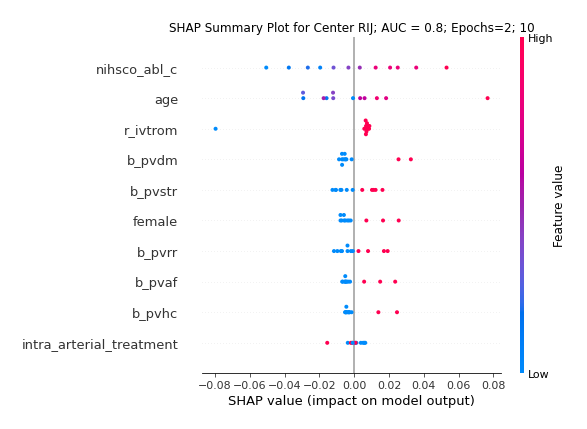 SHAP Summary Plot for Center RIJ; AUC = 0.8; Epochs=2; 10
High
nihsco_abl_c
age
r_ivtrom
b_pvdm
b_pvstr
female
b_pvrr
b_pvaf
b_pvhc
intra_arterial_treatment
Feature value
Low
−0.08 −0.06 −0.04 −0.02 0.00 0.02 0.04 0.06 0.08
SHAP value (impact on model output)